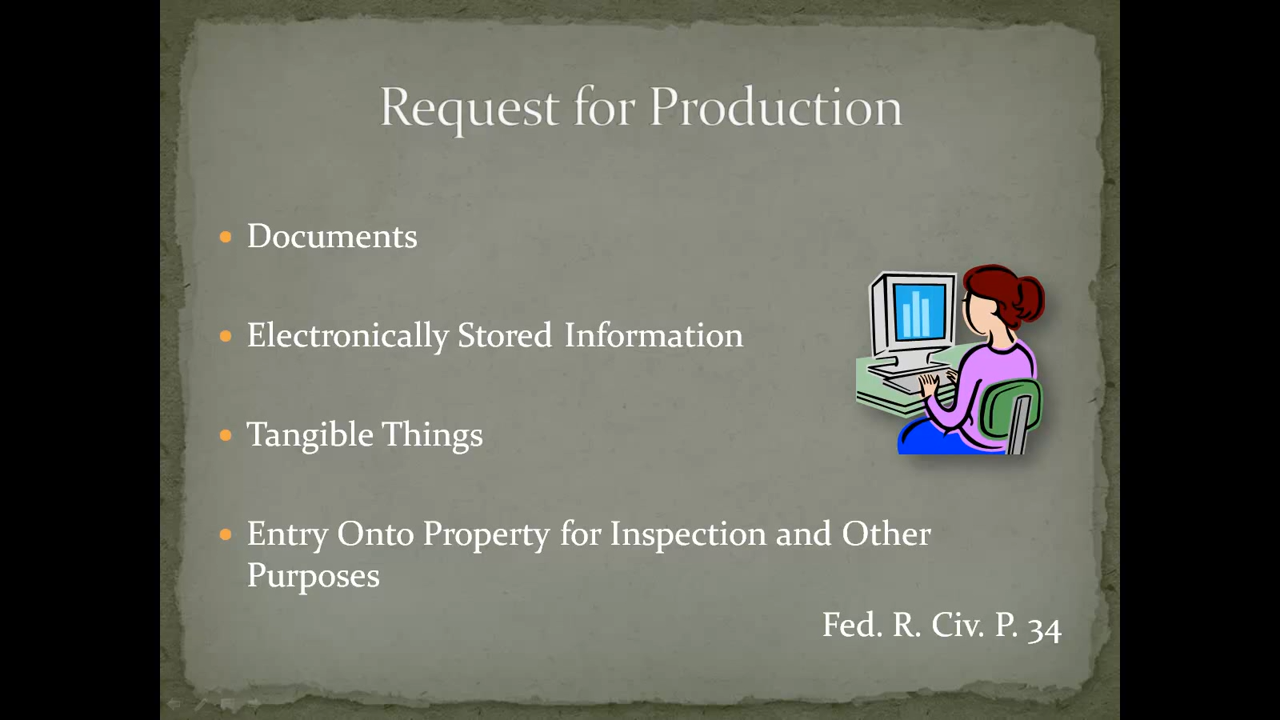 Request for Production
• Documents
• Electronically Stored Information
• Tangible Things
• Entry Onto Property for Inspection and Other
Purposes
Fed. R. Civ. P. 34